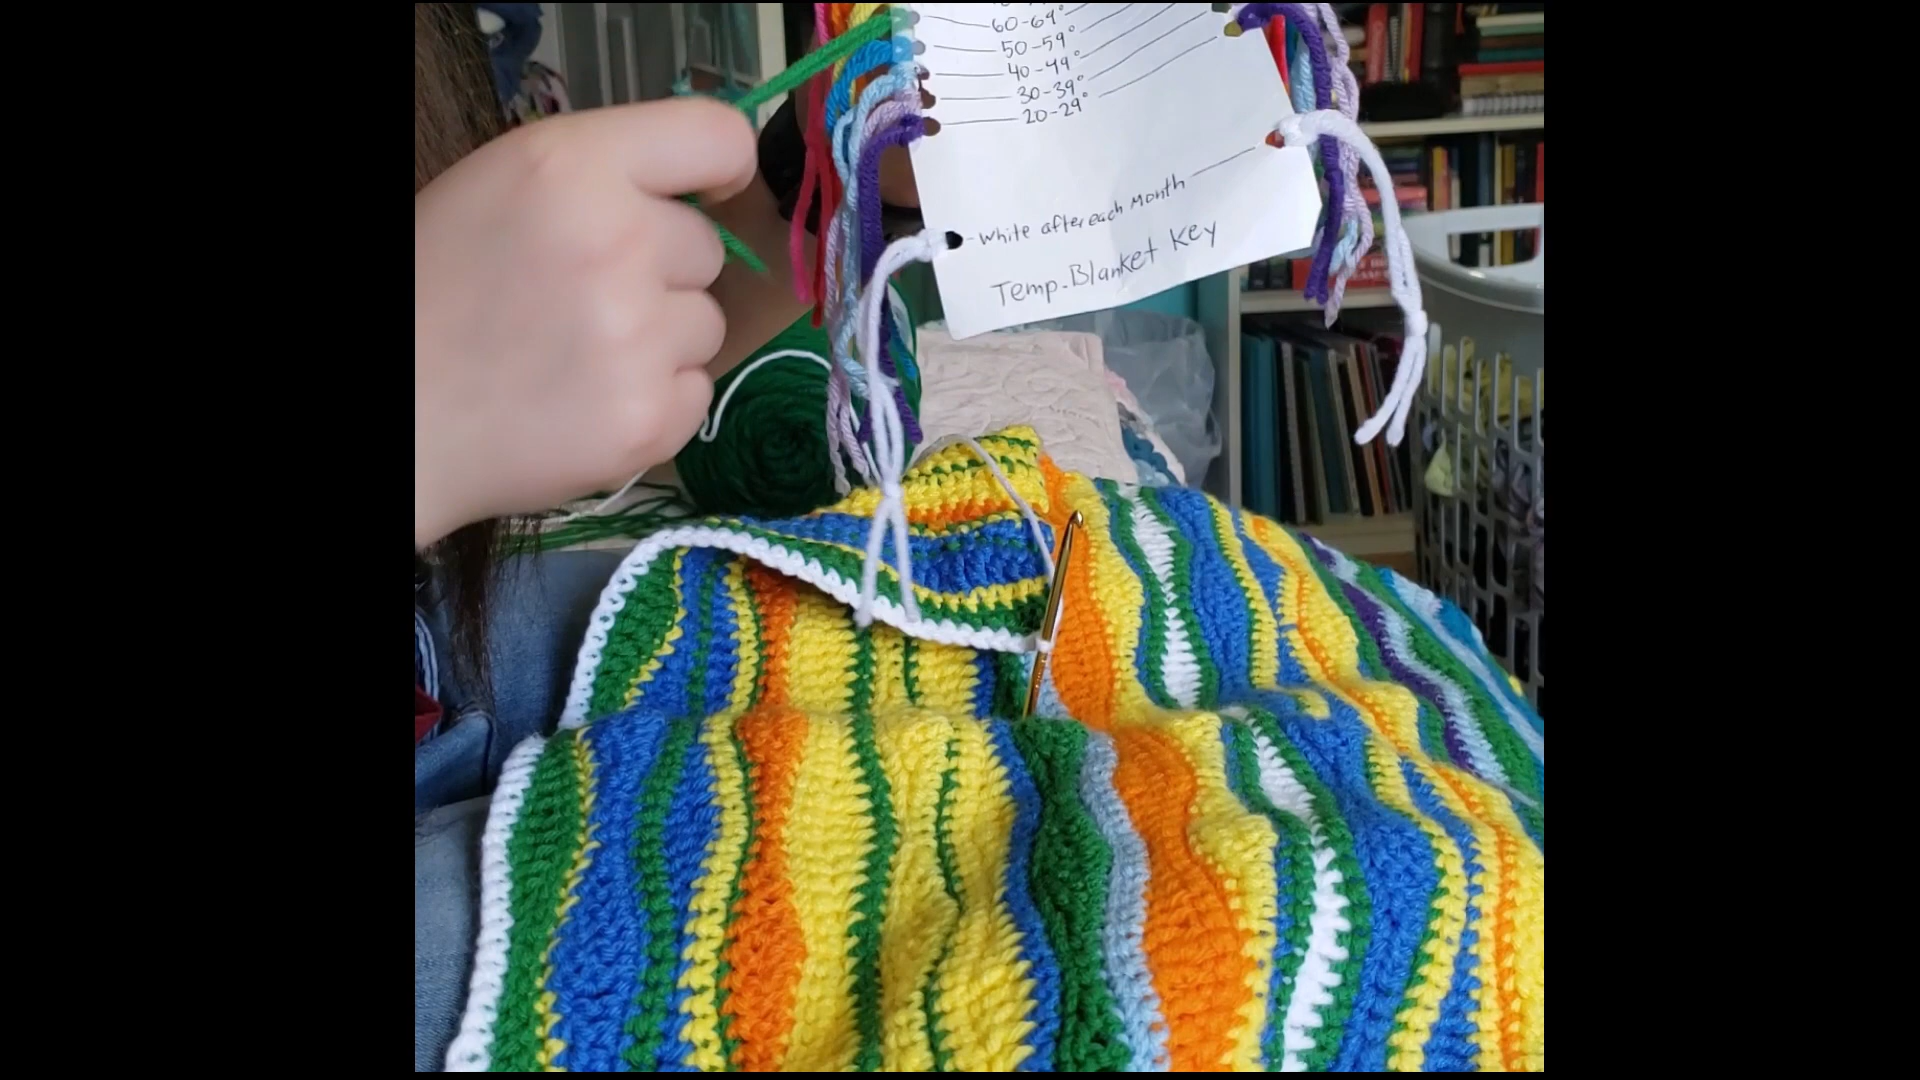 60-69°
50-59°
40-49°
30-39°
20-29°
White after each Month
Temp. Blanket Key